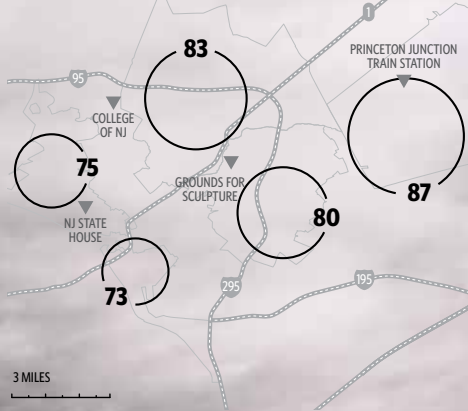 1
83
PRINCETON JUNCTION
TRAIN STATION
95
COLLEGE
OF NJ
75
GROUNDS FOR
SCULPTURE
87
NJ STATE
HOUSE
80
73
295
195
3 MILES